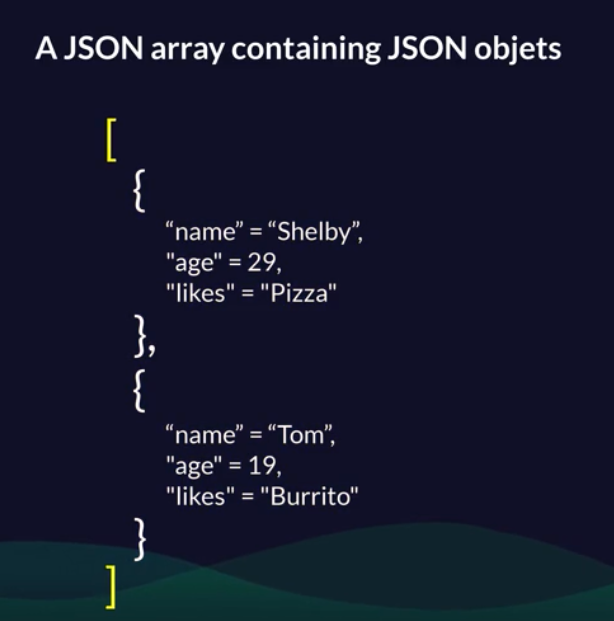 A JSON array containing JSON objets
[
{
“name” = “Shelby”,
"age" = 29,
"likes" = "Pizza"
},
{
“name” = “Tom”,
"age" = 19,
"likes" = "Burrito"
}
]